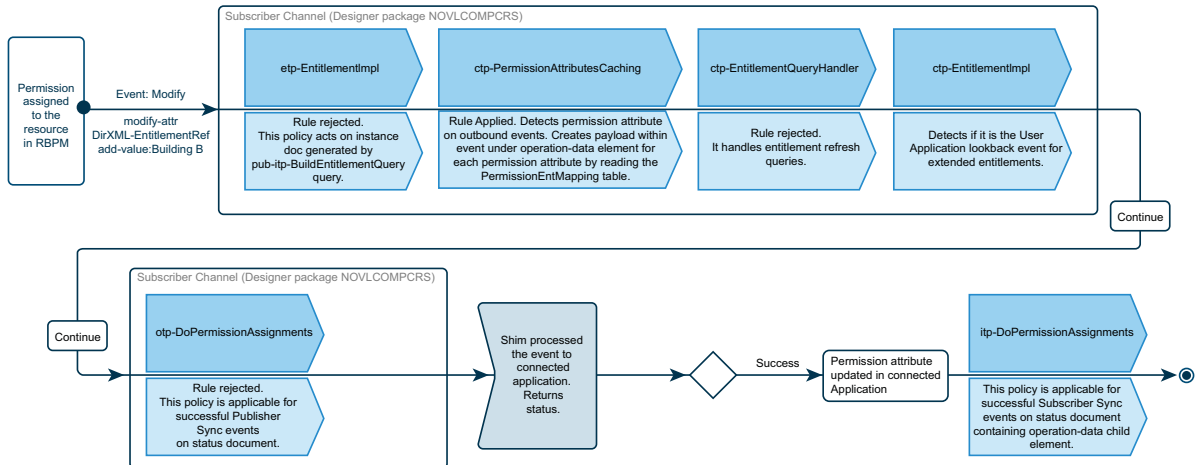 Subscriber Channel (Designer package NOVLCOMPCRS)
Permission
assigned
to the
resource
in RBPM
Event: Modify
modify-attr
DirXML-EntitlementRef
add-value:Building B
etp-EntitlementImpl
Rule rejected.
This policy acts on instance
doc generated by
pub-itp-BuildEntitlementQuery
query.
ctp-PermissionAttributesCaching
Rule Applied. Detects permission attribute
on outbound events. Creates payload within
event under operation-data element for
each permission attribute by reading the
PermissionEntMapping table.
ctp-EntitlementQueryHandler
Rule rejected.
It handles entitlement refresh
queries.
ctp-EntitlementImpl
Detects if it is the User
Application lookback event for
extended entitlements.
Continue
Continue
Subscriber Channel (Designer package NOVLCOMPCRS)
otp-DoPermissionAssignments
Rule rejected.
This policy is applicable for
successful Publisher
Sync events
on status document.
Shim processed
the event to
connected
application.
Returns
status.
Success
Permission attribute
updated in connected
Application
itp-DoPermissionAssignments
This policy is applicable for
successful Subscriber Sync
events on status document
containing operation-data child
element.